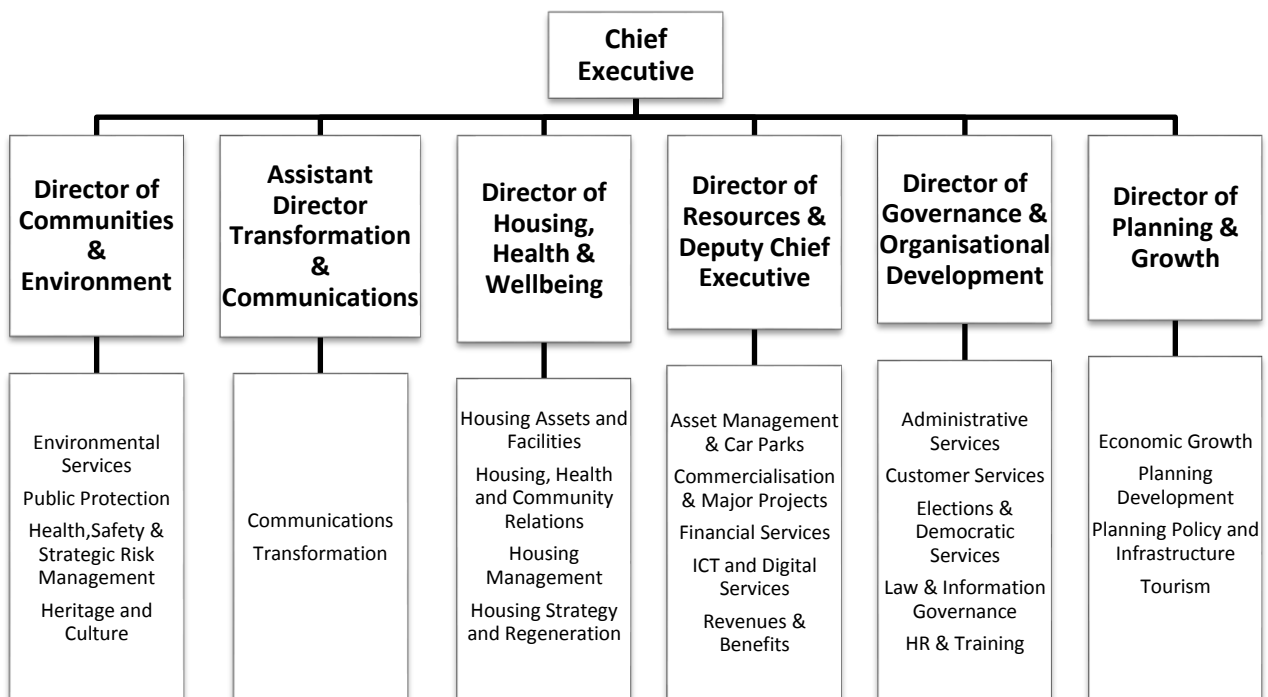 Chief
Executive
Director of
Communities
&
Environment
Assistant
Director
Transformation
&
Communications
Director of
Housing,
Health &
Wellbeing
Director of
Resources &
Deputy Chief
Executive
Director of
Governance &
Organisational
Development
Director of
Planning &
Growth
Environmental
Services
Public Protection
Health,Safety &
Strategic Risk
Management
Heritage and
Culture
Communications
Transformation
Housing Assets and
Facilities
Housing, Health
and Community
Relations
Housing
Management
Housing Strategy
and Regeneration
Asset Management
& Car Parks
Commercialisation
& Major Projects
Financial Services
ICT and Digital
Services
Revenues &
Benefits
Administrative
Services
Customer Services
Elections &
Democratic
Services
Law & Information
Governance
HR & Training
Economic Growth
Planning
Development
Planning Policy and
Infrastructure
Tourism